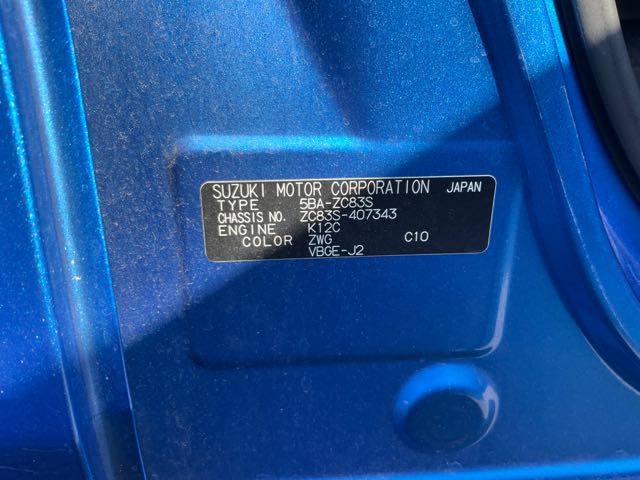 SUZUKI MOTOR CORPORATION JAPAN
TYPE 5BA-ZC83S
CHASSIS NO. ZC83S-407343
ENGINE K12C
COLOR ZWG C10
VBGE-J2